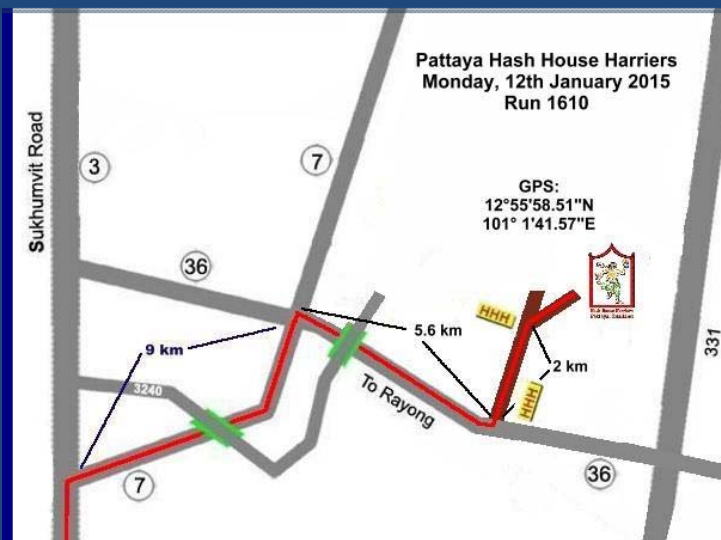 Pattaya Hash House Harriers
Monday, 12th January 2015
Run 1610
Sukhumvit Road
3
7
GPS:
12°55'58.51"N
101° 1'41.57"E
36
HHH
5.6 km
331
9 km
2 km
3240
To Rayong
HHH
36
7